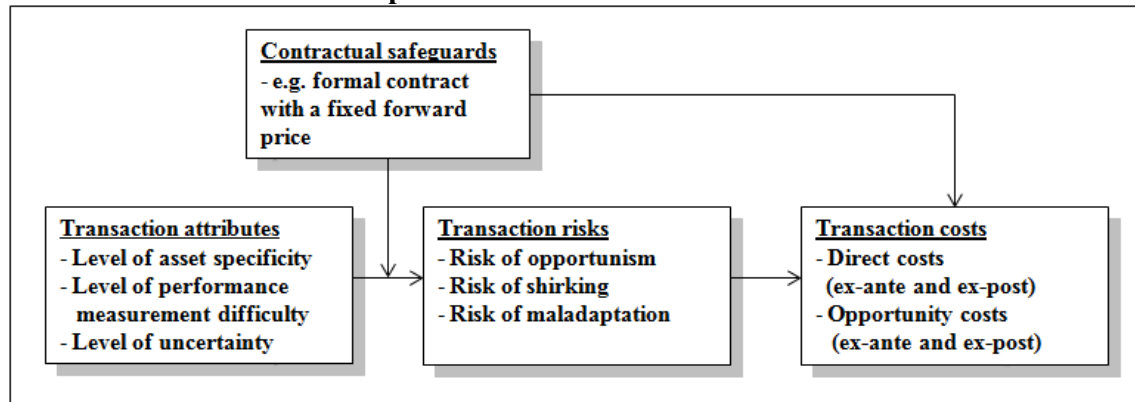 Contractual safeguards
- e.g. formal contract
with a fixed forward
price
Transaction attributes
- Level of asset specificity
- Level of performance
measurement difficulty
- Level of uncertainty
Transaction risks
- Risk of opportunism
- Risk of shirking
- Risk of maladaptation
Transaction costs
- Direct costs
(ex-ante and ex-post)
- Opportunity costs
(ex-ante and ex-post)